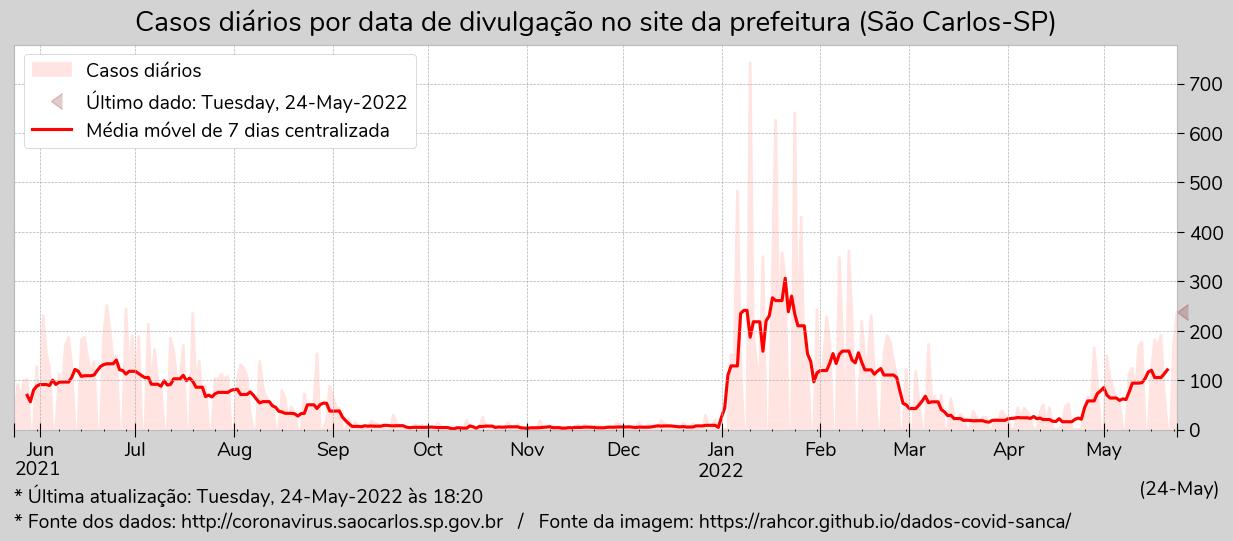 Casos diários por data de divulgação no site da prefeitura (São Carlos-SP)
Casos diários
Último dado: Tuesday, 24-May-2022
Média móvel de 7 dias centralizada
700
600
500
400
300
200
100
0
Jun Jul Aug Sep Oct Nov Dec Jan Feb Mar Apr May
2021 2022
(24-May)
* Última atualização: Tuesday, 24-May-2022 às 18:20
* Fonte dos dados: http://coronavirus.saocarlos.sp.gov.br / Fonte da imagem: https://rahcor.github.io/dados-covid-sanca/